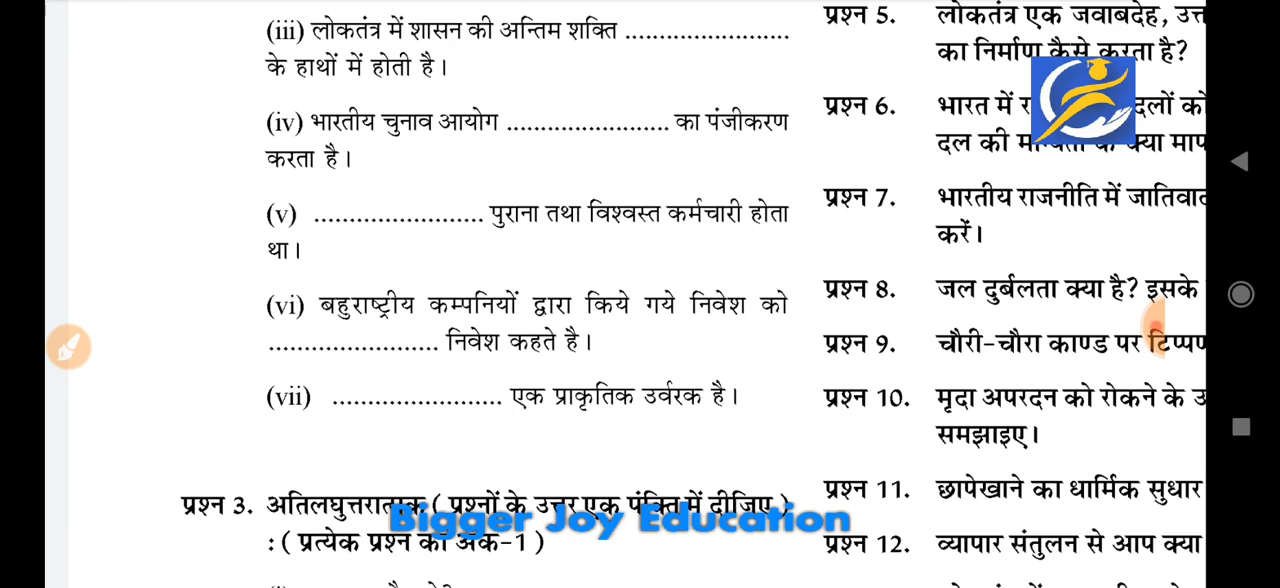 (iii) लोकतंत्र में शासन की अन्तिम शक्ति ........................
के हाथों में होती है।
(iv) भारतीय चुनाव आयोग ........................ का पंजीकरण
करता है।
(v) ........................ पुराना तथा विश्वस्त कर्मचारी होता
था।
(vi) बहुराष्ट्रीय कम्पनियों द्वारा किये गये निवेश को
........................ निवेश कहते है।
(vii) ........................ एक प्राकृतिक उर्वरक है।
प्रश्न 3. अतिलघुत्तरात्मक ( प्रश्नों के उत्तर एक पंक्ति में दीजिए )
: ( प्रत्येक प्रश्न का अंक-1 )
प्रश्न 5. लोकतंत्र एक जवाबदेह,
का निर्माण कैसे करता है?
प्रश्न 6. भारत में दलों को
दल की क्या
प्रश्न 7. भारतीय राजनीति में
करें।
प्रश्न 8. जल दुर्बलता क्या है? इसके
प्रश्न 9. चौरी-चौरा काण्ड पर
प्रश्न 10. मृदा अपरदन को रोकने के
समझाइए।
प्रश्न 11. छापेखाने का धार्मिक सुधार
प्रश्न 12. व्यापार संतुलन से आप क्या
Bigger Joy Education